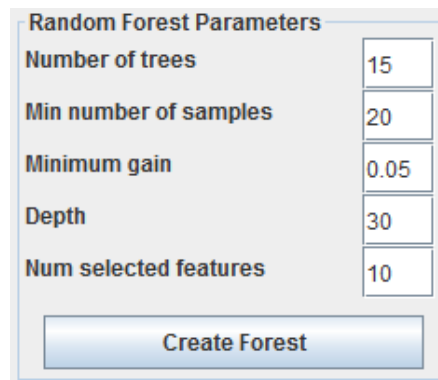 Random Forest Parameters
Number of trees 15
Min number of samples 20
Minimum gain 0.05
Depth 30
Num selected features 10
Create Forest